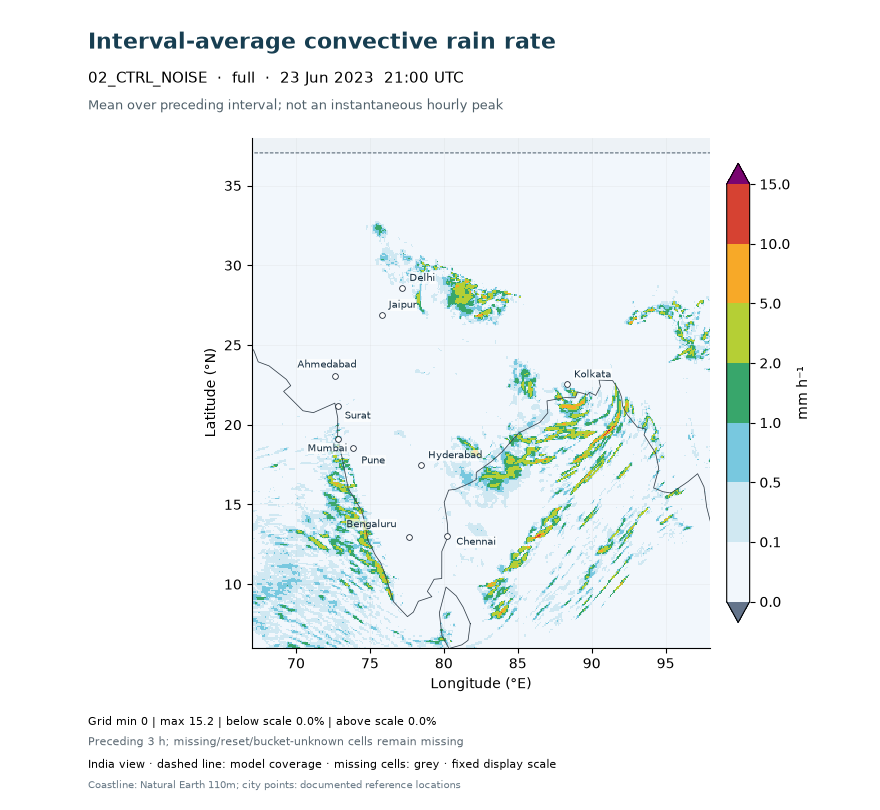 Interval-average convective rain rate
02_CTRL_NOISE · full · 23 Jun 2023 21:00 UTC
Mean over preceding interval; not an instantaneous hourly peak
35
30
25
20
15
10
Latitude (°N)
70
75
80
85
90
95
Longitude (°E)
Delhi
Jaipur
Ahmedabad
Kolkata
Surat
Mumbai
Pune
Hyderabad
Bengaluru
Chennai
15.0
10.0
5.0
2.0
1.0
0.5
0.1
0.0
mm h⁻¹
Grid min 0 | max 15.2 | below scale 0.0% | above scale 0.0%
Preceding 3 h; missing/reset/bucket-unknown cells remain missing
India view · dashed line: model coverage · missing cells: grey · fixed display scale
Coastline: Natural Earth 110m; city points: documented reference locations